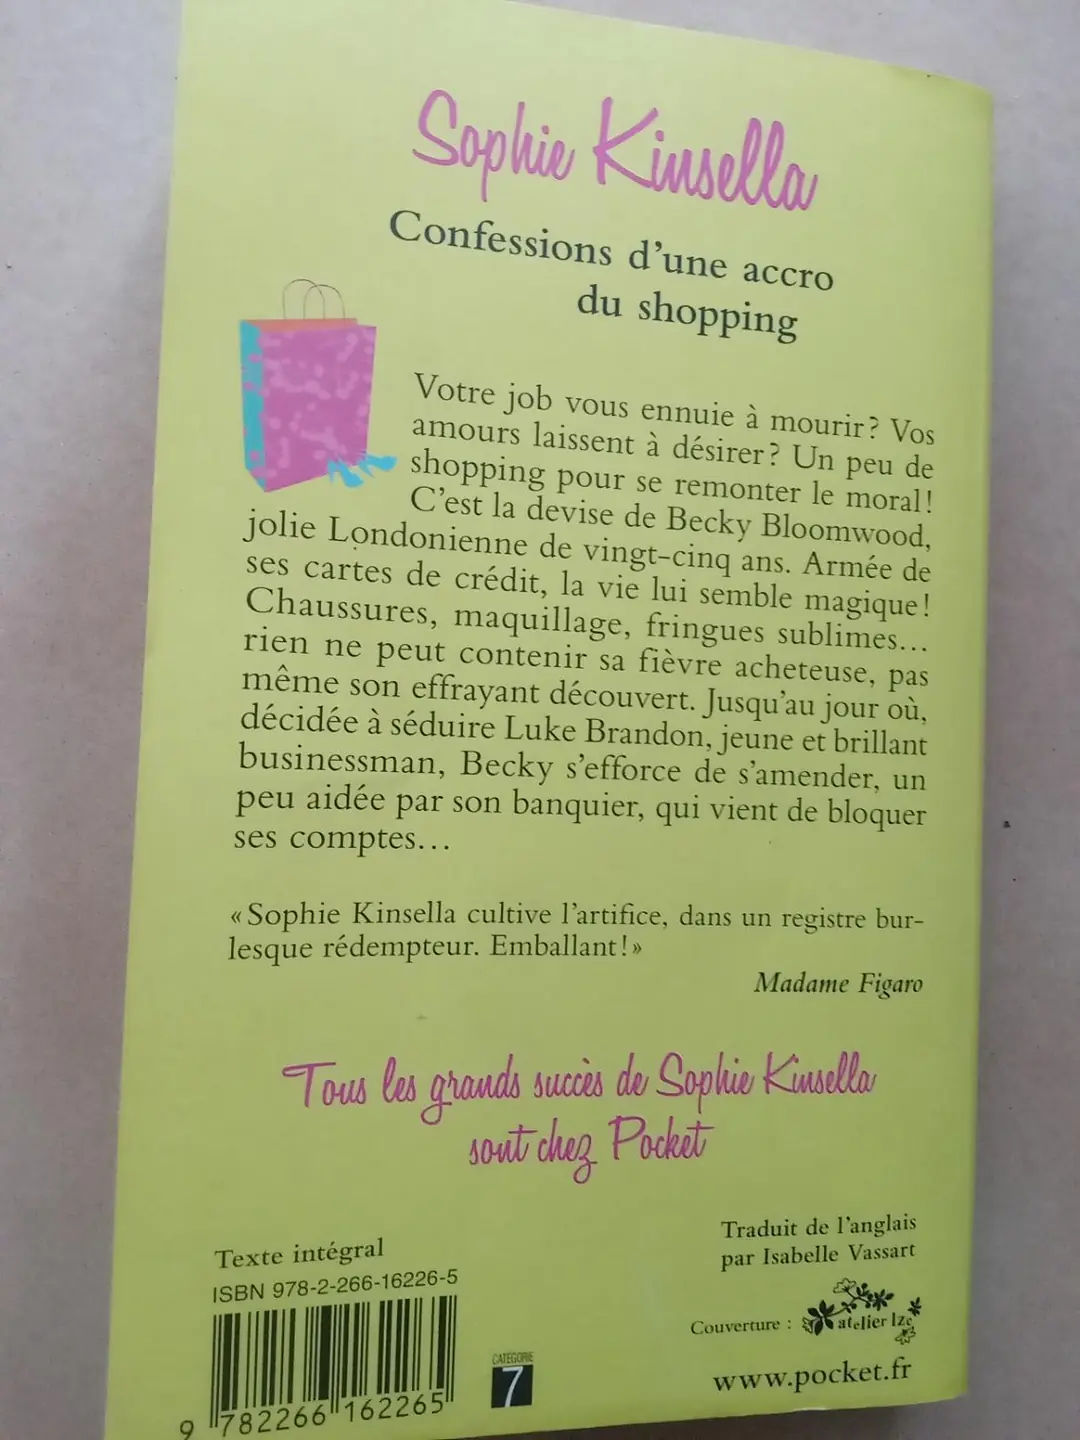 Sophie Kinsella
Confessions d'une accro
du shopping
Votre job vous ennuie à mourir? Vos
amours laissent à désirer? Un peu de
shopping pour se remonter le moral!
C'est la devise de Becky Bloomwood,
jolie Londonienne de vingt-cinq ans. Armée de
ses cartes de crédit, la vie lui semble magique!
Chaussures, maquillage, fringues sublimes...
rien ne peut contenir sa fièvre acheteuse, pas
même son effrayant découvert. Jusqu'au jour où,
décidée à séduire Luke Brandon, jeune et brillant
businessman, Becky s'efforce de s'amender, un
peu aidée par son banquier, qui vient de bloquer
ses comptes...
«Sophie Kinsella cultive l'artifice, dans un registre bur-
lesque rédempteur. Emballant!»
Madame Figaro
Tous les grands succès de Sophie Kinsella
sont chez Pocket
Texte intégral
ISBN 978-2-266-16226-5
9 782266 162265
CATÉGORIE
7
Traduit de l'anglais
par Isabelle Vassart
Couverture : atelier lzc
www.pocket.fr